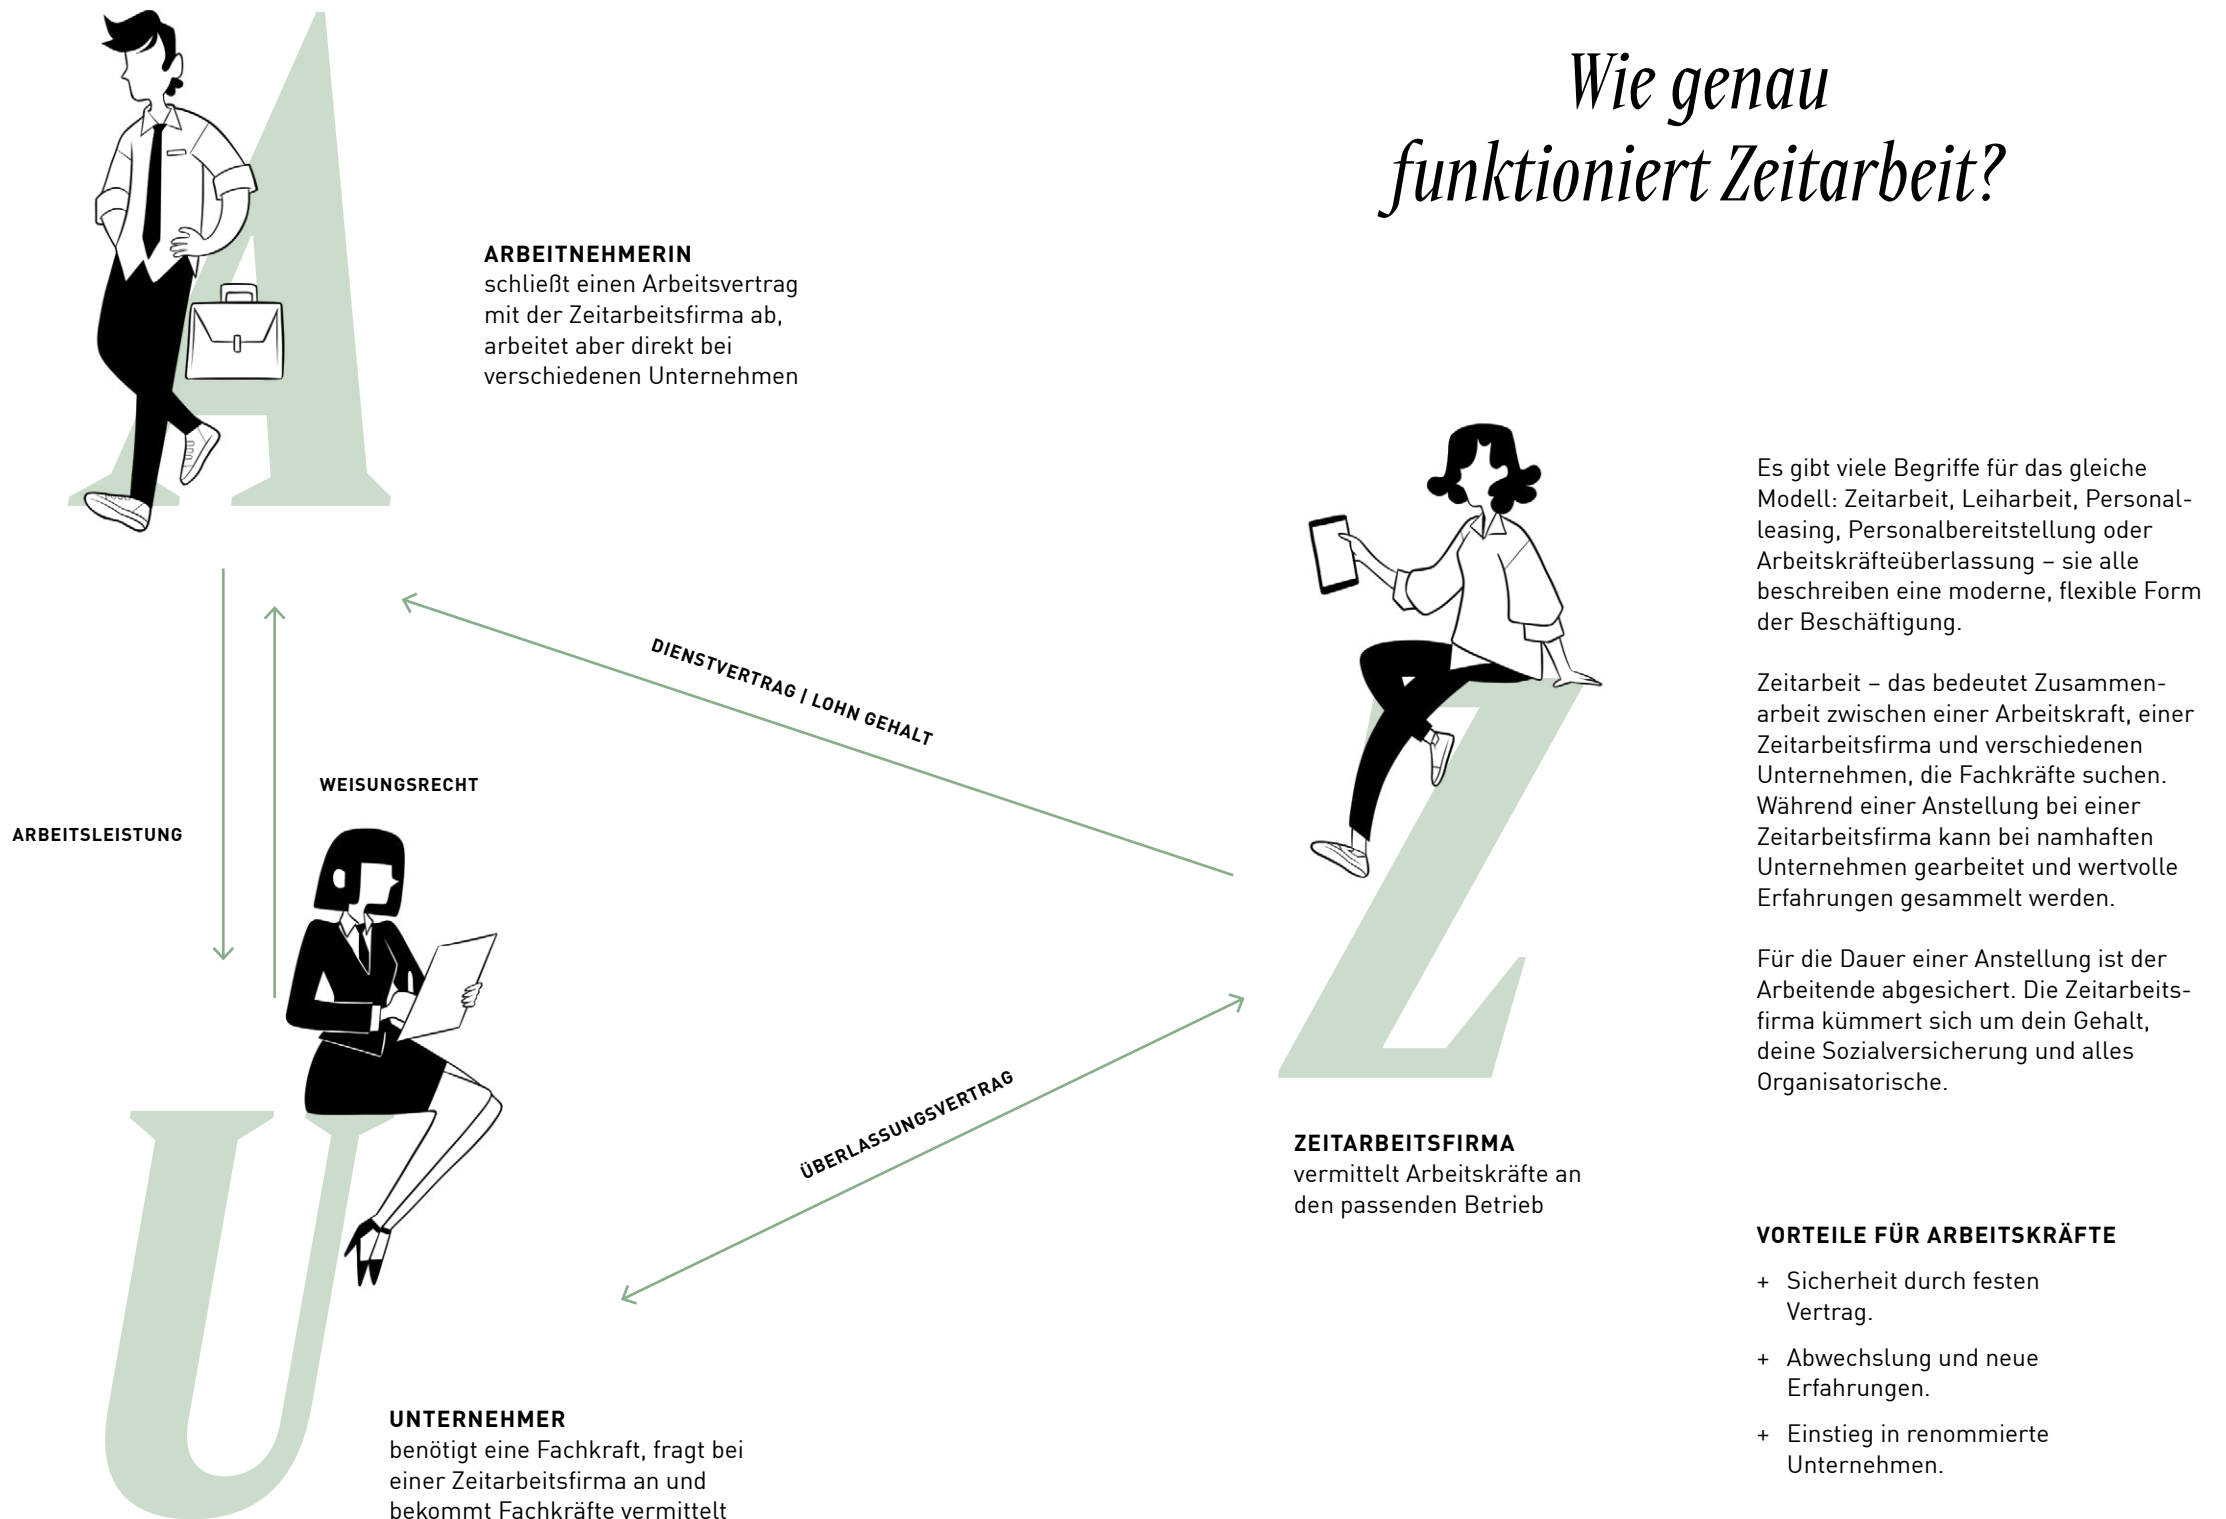 Wie genau
funktioniert Zeitarbeit?
A
ARBEITNEHMERIN
schließt einen Arbeitsvertrag
mit der Zeitarbeitsfirma ab,
arbeitet aber direkt bei
verschiedenen Unternehmen
DIENSTVERTRAG | LOHN GEHALT
WEISUNGSRECHT
ARBEITSLEISTUNG
ÜBERLASSUNGSVERTRAG
U
UNTERNEHMER
benötigt eine Fachkraft, fragt bei
einer Zeitarbeitsfirma an und
bekommt Fachkräfte vermittelt
Z
ZEITARBEITSFIRMA
vermittelt Arbeitskräfte an
den passenden Betrieb
Es gibt viele Begriffe für das gleiche
Modell: Zeitarbeit, Leiharbeit, Personal-
leasing, Personalbereitstellung oder
Arbeitskräfteüberlassung – sie alle
beschreiben eine moderne, flexible Form
der Beschäftigung.
Zeitarbeit – das bedeutet Zusammen-
arbeit zwischen einer Arbeitskraft, einer
Zeitarbeitsfirma und verschiedenen
Unternehmen, die Fachkräfte suchen.
Während einer Anstellung bei einer
Zeitarbeitsfirma kann bei namhaften
Unternehmen gearbeitet und wertvolle
Erfahrungen gesammelt werden.
Für die Dauer einer Anstellung ist der
Arbeitende abgesichert. Die Zeitarbeits-
firma kümmert sich um dein Gehalt,
deine Sozialversicherung und alles
Organisatorische.
VORTEILE FÜR ARBEITSKRÄFTE
+ Sicherheit durch festen
Vertrag.
+ Abwechslung und neue
Erfahrungen.
+ Einstieg in renommierte
Unternehmen.